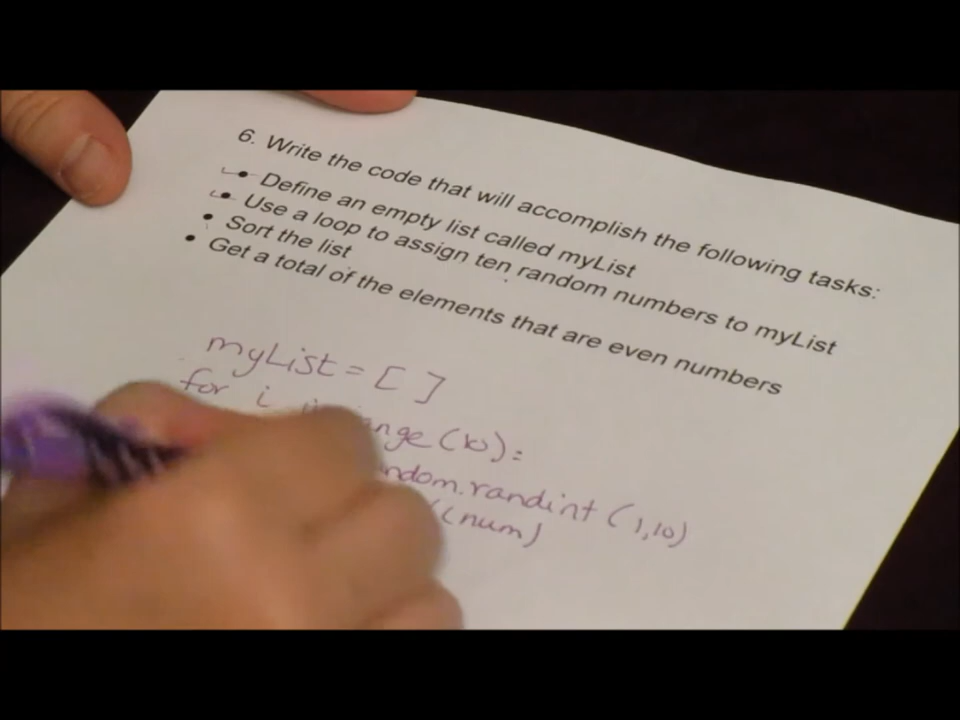 6. Write the code that will accomplish the following tasks:
• Define an empty list called myList
• Use a loop to assign ten random numbers to myList
• Sort the list
• Get a total of the elements that are even numbers
myList = [ ]
for i range (10):
random.randint (1,10)
num)